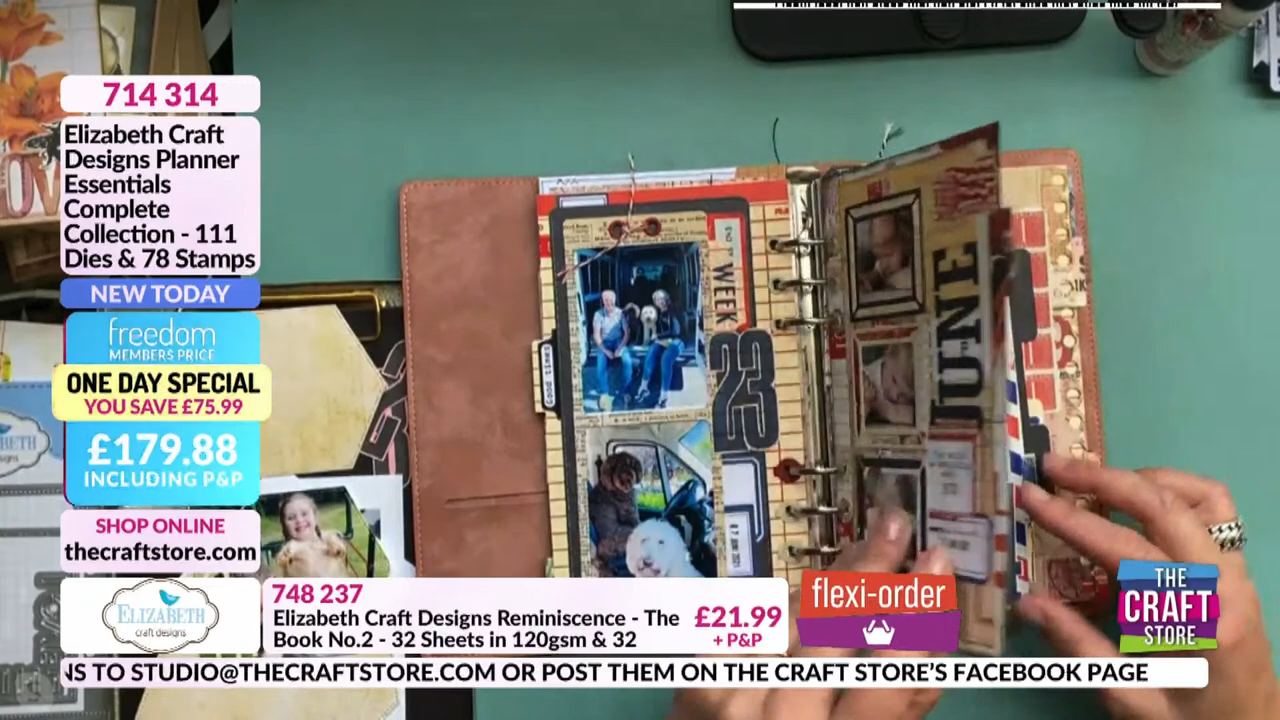 714 314
Elizabeth Craft
Designs Planner
Essentials
Complete
Collection - 111
Dies & 78 Stamps
NEW TODAY
freedom
MEMBERS PRICE
ONE DAY SPECIAL
YOU SAVE £75.99
£179.88
INCLUDING P&P
SHOP ONLINE
thecraftstore.com
WEEK
23
good times
JUNE
ELIZABETH
craft designs
748 237
Elizabeth Craft Designs Reminiscence - The
Book No.2 - 32 Sheets in 120gsm & 32
£21.99
+ P&P
flexi-order
THE
CRAFT
STORE
NS TO STUDIO@THECRAFTSTORE.COM OR POST THEM ON THE CRAFT STORE'S FACEBOOK PAGE